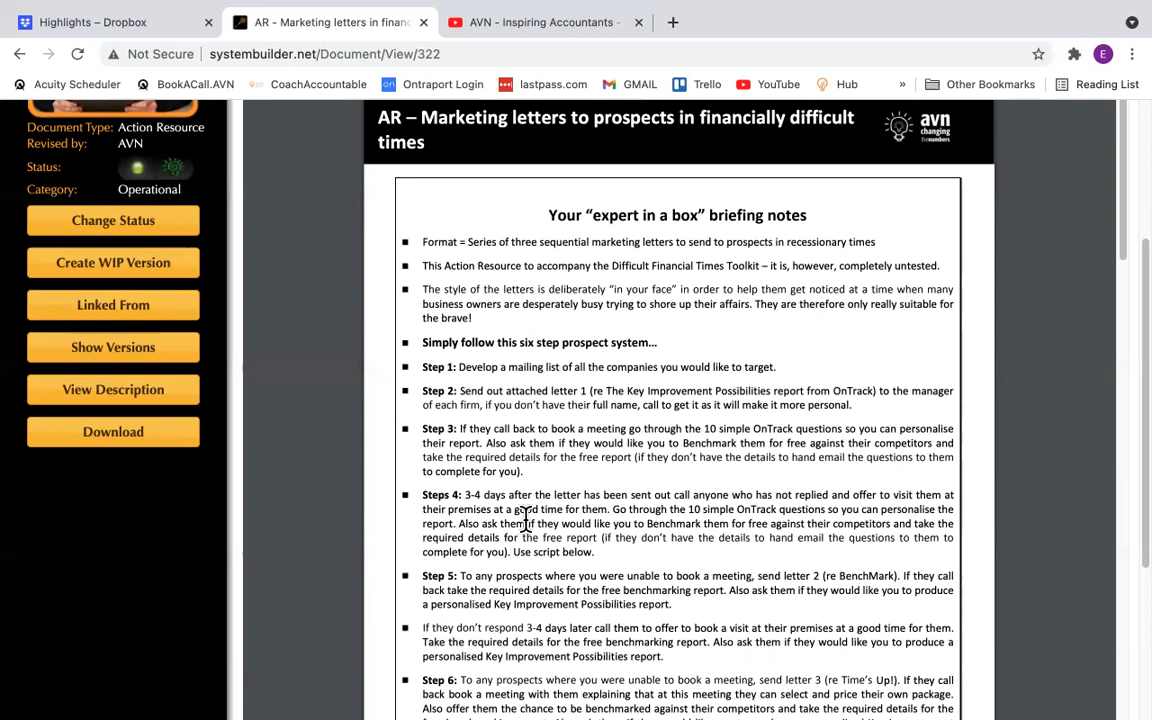 Highlights – Dropbox
AR - Marketing letters in financ
AVN - Inspiring Accountants -
Not Secure systembuilder.net/Document/View/322
E
Acuity Scheduler
BookACall.AVN
CoachAccountable
Ontraport Login
lastpass.com
GMAIL
Trello
YouTube
Hub
»
Other Bookmarks
Reading List
Document Type: Action Resource
Revised by: AVN
Status:
Category: Operational
Change Status
Create WIP Version
Linked From
Show Versions
View Description
Download
AR – Marketing letters to prospects in financially difficult
times
avn
changing
thenumbers
Your “expert in a box” briefing notes
■ Format = Series of three sequential marketing letters to send to prospects in recessionary times
■ This Action Resource to accompany the Difficult Financial Times Toolkit – it is, however, completely untested.
■ The style of the letters is deliberately “in your face” in order to help them get noticed at a time when many
business owners are desperately busy trying to shore up their affairs. They are therefore only really suitable for
the brave!
■ Simply follow this six step prospect system…
■ Step 1: Develop a mailing list of all the companies you would like to target.
■ Step 2: Send out attached letter 1 (re The Key Improvement Possibilities report from OnTrack) to the manager
of each firm, if you don’t have their full name, call to get it as it will make it more personal.
■ Step 3: If they call back to book a meeting go through the 10 simple OnTrack questions so you can personalise
their report. Also ask them if they would like you to Benchmark them for free against their competitors and
take the required details for the free report (if they don’t have the details to hand email the questions to them
to complete for you).
■ Steps 4: 3-4 days after the letter has been sent out call anyone who has not replied and offer to visit them at
their premises at a good time for them. Go through the 10 simple OnTrack questions so you can personalise the
report. Also ask them if they would like you to Benchmark them for free against their competitors and take the
required details for the free report (if they don’t have the details to hand email the questions to them to
complete for you). Use script below.
■ Step 5: To any prospects where you were unable to book a meeting, send letter 2 (re BenchMark). If they call
back take the required details for the free benchmarking report. Also ask them if they would like you to produce
a personalised Key Improvement Possibilities report.
■ If they don’t respond 3-4 days later call them to offer to book a visit at their premises at a good time for them.
Take the required details for the free benchmarking report. Also ask them if they would like you to produce a
personalised Key Improvement Possibilities report.
■ Step 6: To any prospects where you were unable to book a meeting, send letter 3 (re Time’s Up!). If they call
back book a meeting with them explaining that at this meeting they can select and price their own package.
Also offer them the chance to be benchmarked against their competitors and take the required details for the